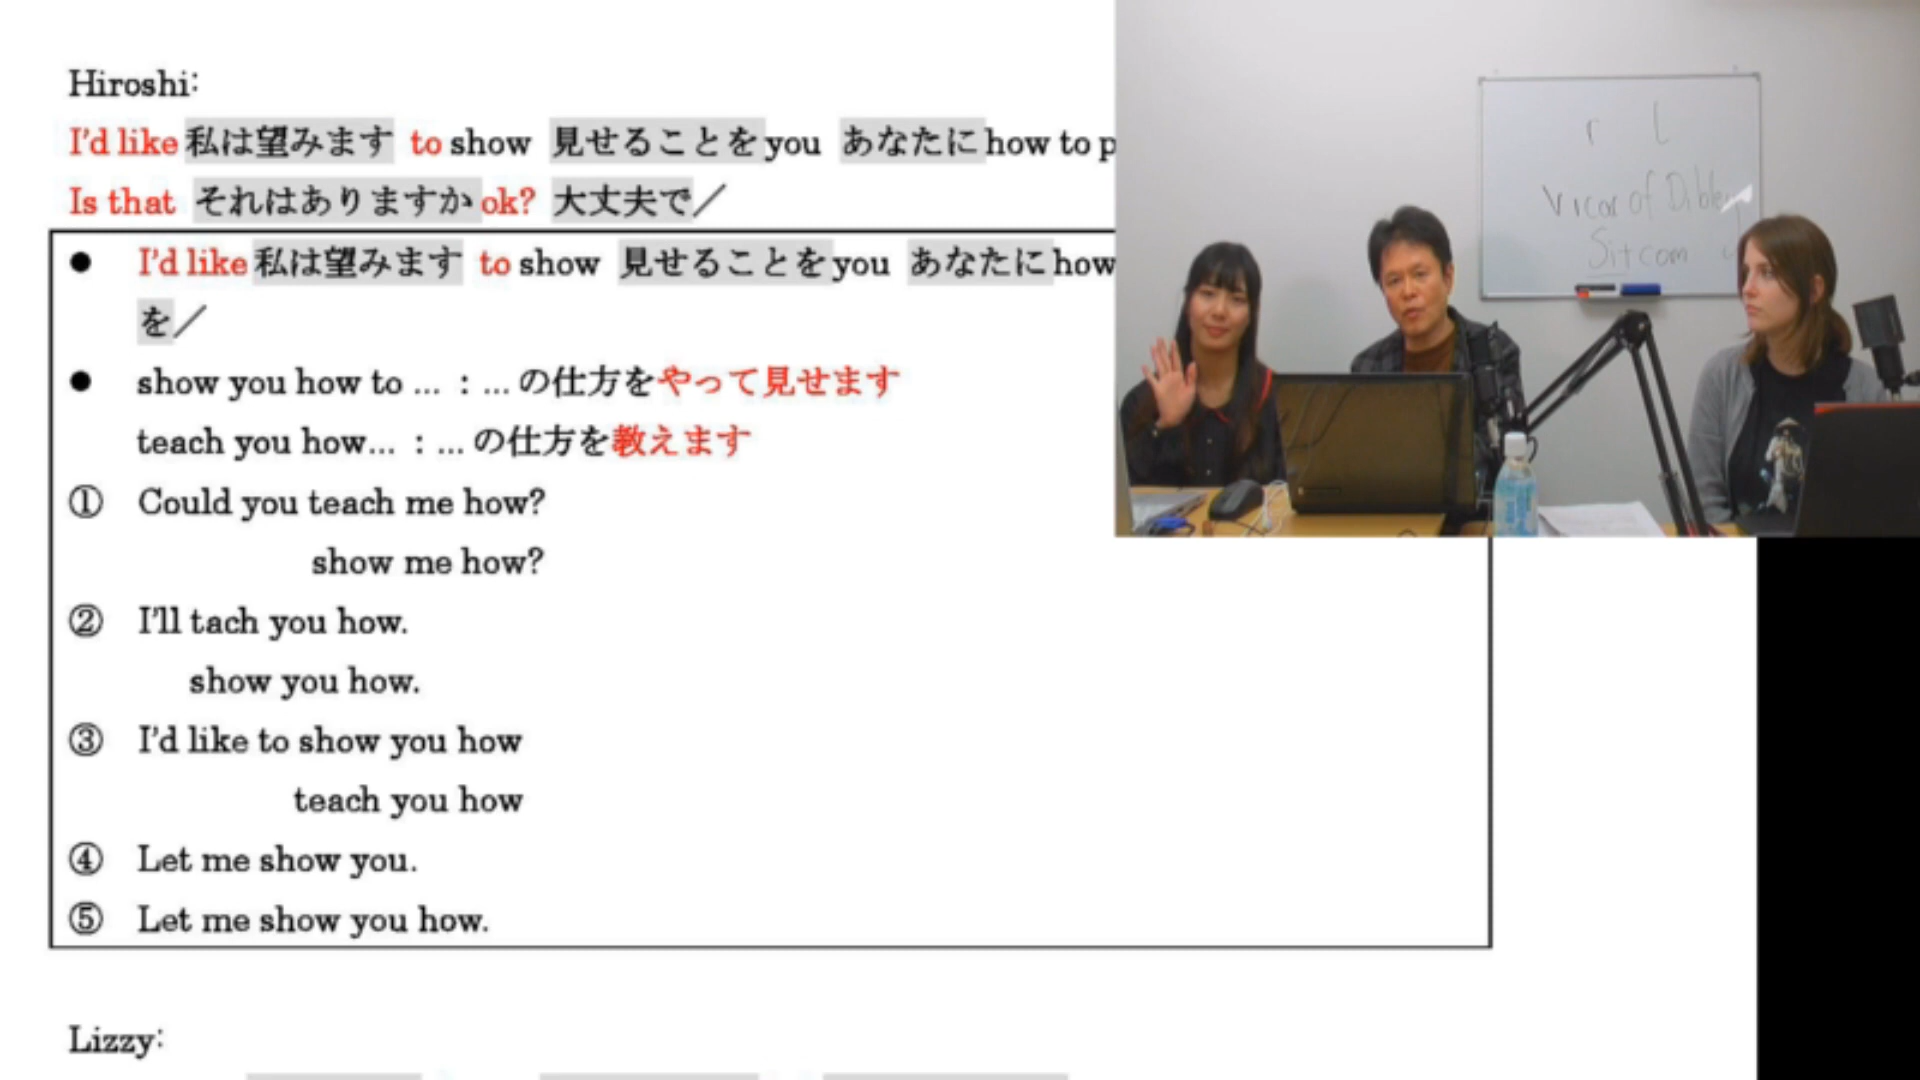 Hiroshi:
I'd like 私は望みます to show 見せることを you あなたに how to p
Is that それはありますか ok? 大丈夫で／
● I'd like 私は望みます to show 見せることを you あなたに how
を／
● show you how to … : … の仕方をやって見せます
teach you how… : … の仕方を教えます
① Could you teach me how?
show me how?
② I'll tach you how.
show you how.
③ I'd like to show you how
teach you how
④ Let me show you.
⑤ Let me show you how.
Lizzy:
r l
Vicar of Dibley
Sitcom